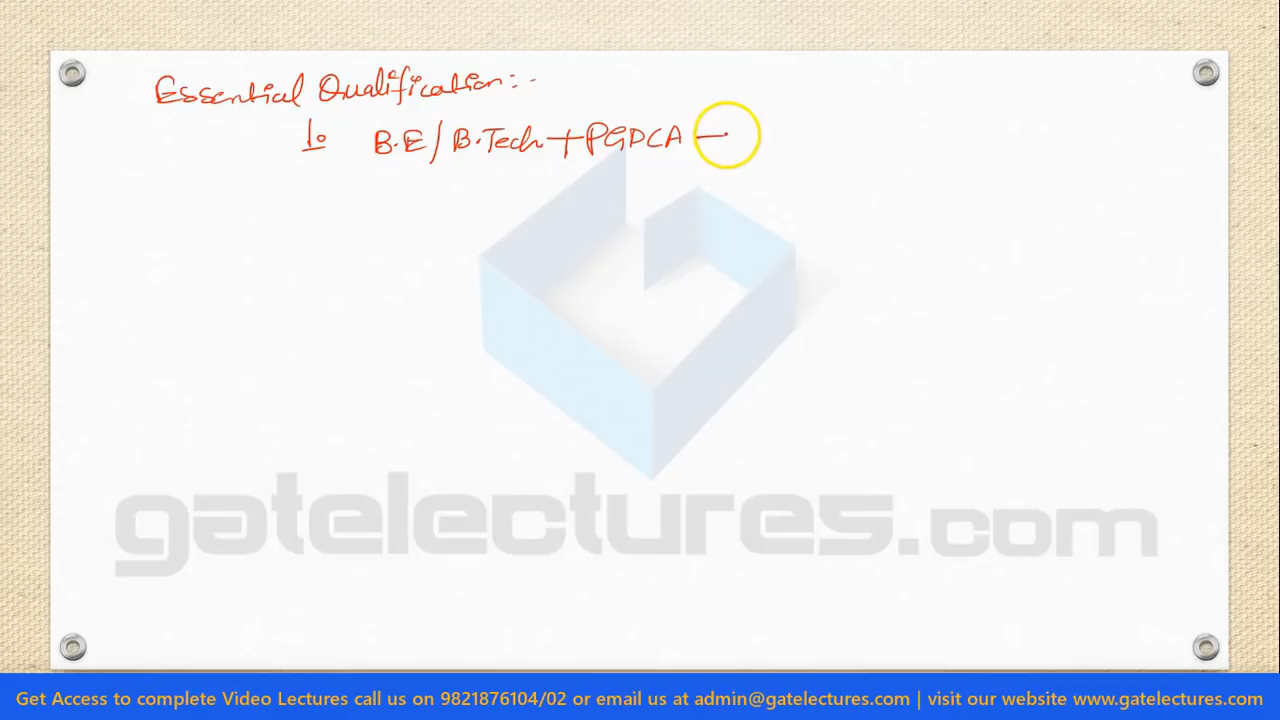 Essential Qualification:-
1. B.E/B.Tech + PGDCA -
gatelectures.com
Get Access to complete Video Lectures call us on 9821876104/02 or email us at admin@gatelectures.com | visit our website www.gatelectures.com